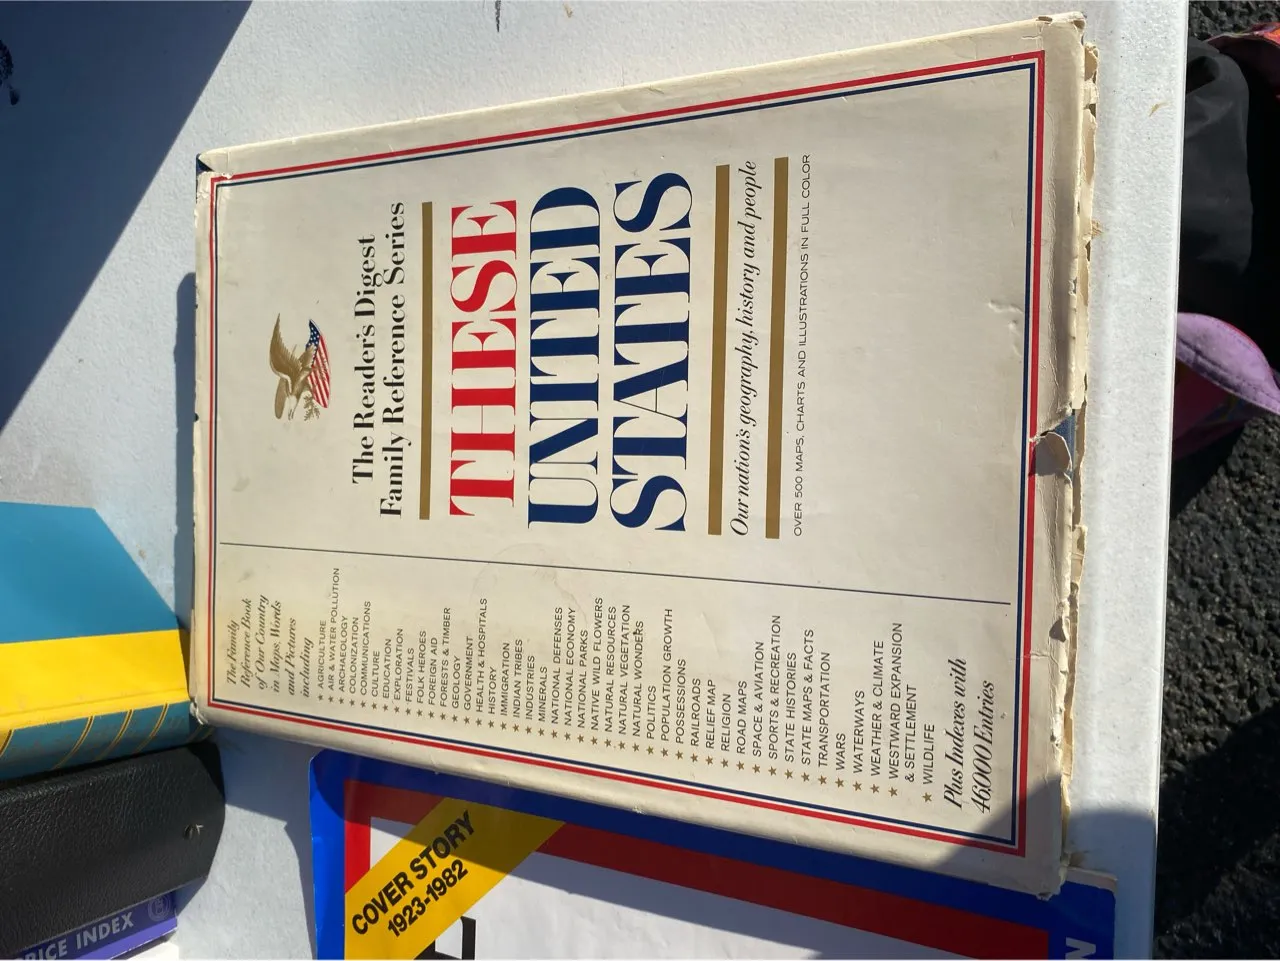 The Reader's Digest
Family Reference Series
THESE
UNITED
STATES
Our nation's geography, history and people
OVER 500 MAPS, CHARTS AND ILLUSTRATIONS IN FULL COLOR
The Family
Reference Book
of Our Country
in Maps, Words
and Pictures
including
★ AGRICULTURE
★ AIR & WATER POLLUTION
★ ARCHAEOLOGY
★ COLONIZATION
★ COMMUNICATIONS
★ CULTURE
★ EDUCATION
★ EXPLORATION
★ FESTIVALS
★ FOLK HEROES
★ FOREIGN AID
★ FORESTS & TIMBER
★ GEOLOGY
★ GOVERNMENT
★ HEALTH & HOSPITALS
★ HISTORY
★ IMMIGRATION
★ INDIAN TRIBES
★ INDUSTRIES
★ MINERALS
★ NATIONAL DEFENSES
★ NATIONAL ECONOMY
★ NATIONAL PARKS
★ NATIVE WILD FLOWERS
★ NATURAL RESOURCES
★ NATURAL VEGETATION
★ NATURAL WONDERS
★ POLITICS
★ POPULATION GROWTH
★ POSSESSIONS
★ RAILROADS
★ RELIEF MAP
★ RELIGION
★ ROAD MAPS
★ SPACE & AVIATION
★ SPORTS & RECREATION
★ STATE HISTORIES
★ STATE MAPS & FACTS
★ TRANSPORTATION
★ WARS
★ WATERWAYS
★ WEATHER & CLIMATE
★ WESTWARD EXPANSION
& SETTLEMENT
★ WILDLIFE
Plus Indexes with
46,000 Entries
COVER STORY
1923-1982
PRICE INDEX